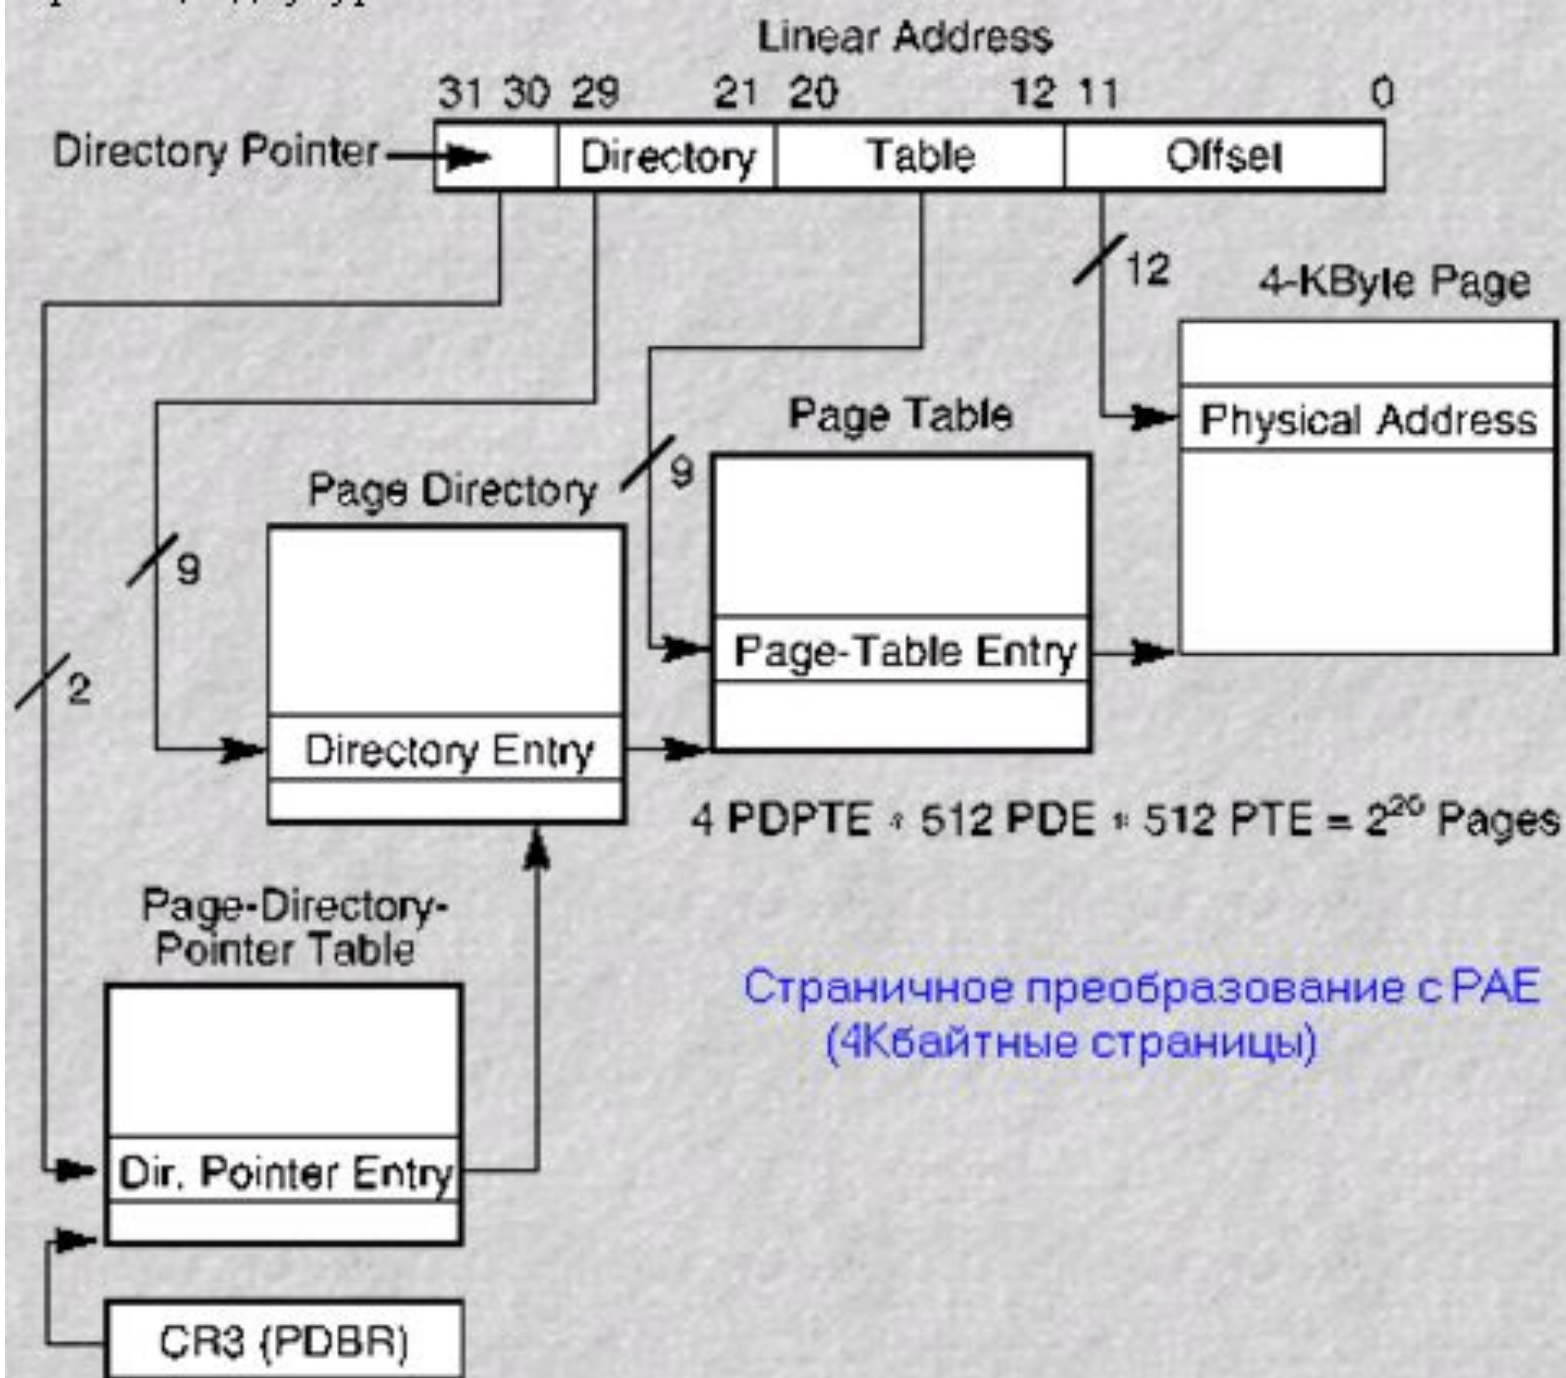 Linear Address
31 30 29 21 20 12 11 0
Directory Pointer
Directory Table Offset
12
4-KByte Page
Page Table
Physical Address
Page Directory
9
9
Page-Table Entry
2
Directory Entry
4 PDPTE * 512 PDE * 512 PTE = 2²⁰ Pages
Page-Directory-
Pointer Table
Страничное преобразование с PAE
(4Кбайтные страницы)
Dir. Pointer Entry
CR3 (PDBR)